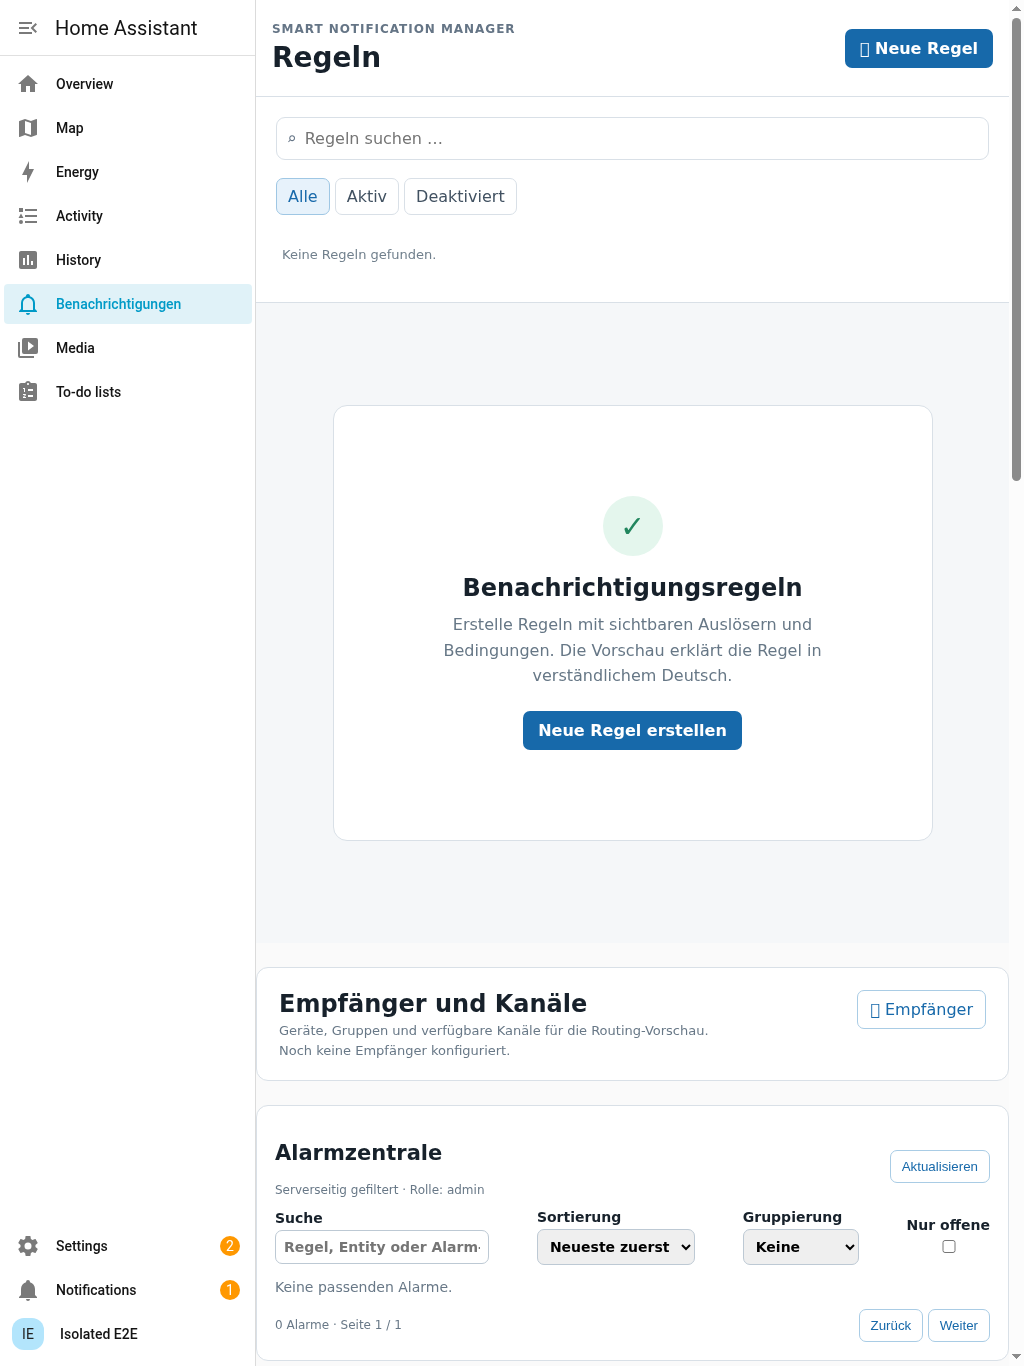 Home Assistant
Overview
Map
Energy
Activity
History
Benachrichtigungen
Media
To-do lists
Settings
2
Notifications
1
IE
Isolated E2E
SMART NOTIFICATION MANAGER
Regeln
Neue Regel
Regeln suchen …
Alle
Aktiv
Deaktiviert
Keine Regeln gefunden.
✓
Benachrichtigungsregeln
Erstelle Regeln mit sichtbaren Auslösern und
Bedingungen. Die Vorschau erklärt die Regel in
verständlichem Deutsch.
Neue Regel erstellen
Empfänger und Kanäle
Geräte, Gruppen und verfügbare Kanäle für die Routing-Vorschau.
Noch keine Empfänger konfiguriert.
Empfänger
Alarmzentrale
Serverseitig gefiltert · Rolle: admin
Aktualisieren
Suche
Regel, Entity oder Alarm-
Sortierung
Neueste zuerst
Gruppierung
Keine
Nur offene
Keine passenden Alarme.
0 Alarme · Seite 1 / 1
Zurück
Weiter